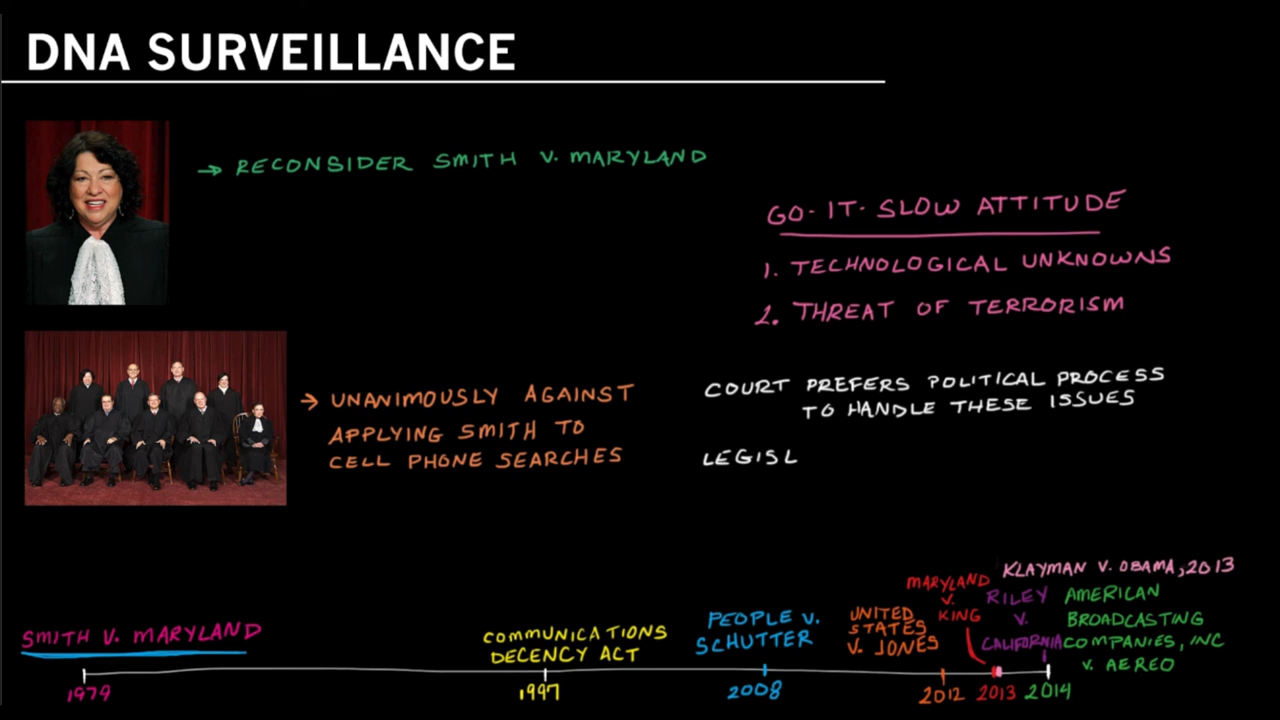 DNA SURVEILLANCE
→ RECONSIDER SMITH V. MARYLAND
GO-IT-SLOW ATTITUDE
1. TECHNOLOGICAL UNKNOWNS
2. THREAT OF TERRORISM
→ UNANIMOUSLY AGAINST
APPLYING SMITH TO
CELL PHONE SEARCHES
COURT PREFERS POLITICAL PROCESS
TO HANDLE THESE ISSUES
LEGISL
SMITH V. MARYLAND
1979
COMMUNICATIONS
DECENCY ACT
1997
PEOPLE V.
SCHUTTER
2008
UNITED
STATES
V. JONES
2012
MARYLAND
V.
KING
2013
KLAYMAN V. OBAMA, 2013
RILEY
V.
CALIFORNIA
AMERICAN
BROADCASTING
COMPANIES, INC
V. AEREO
2014